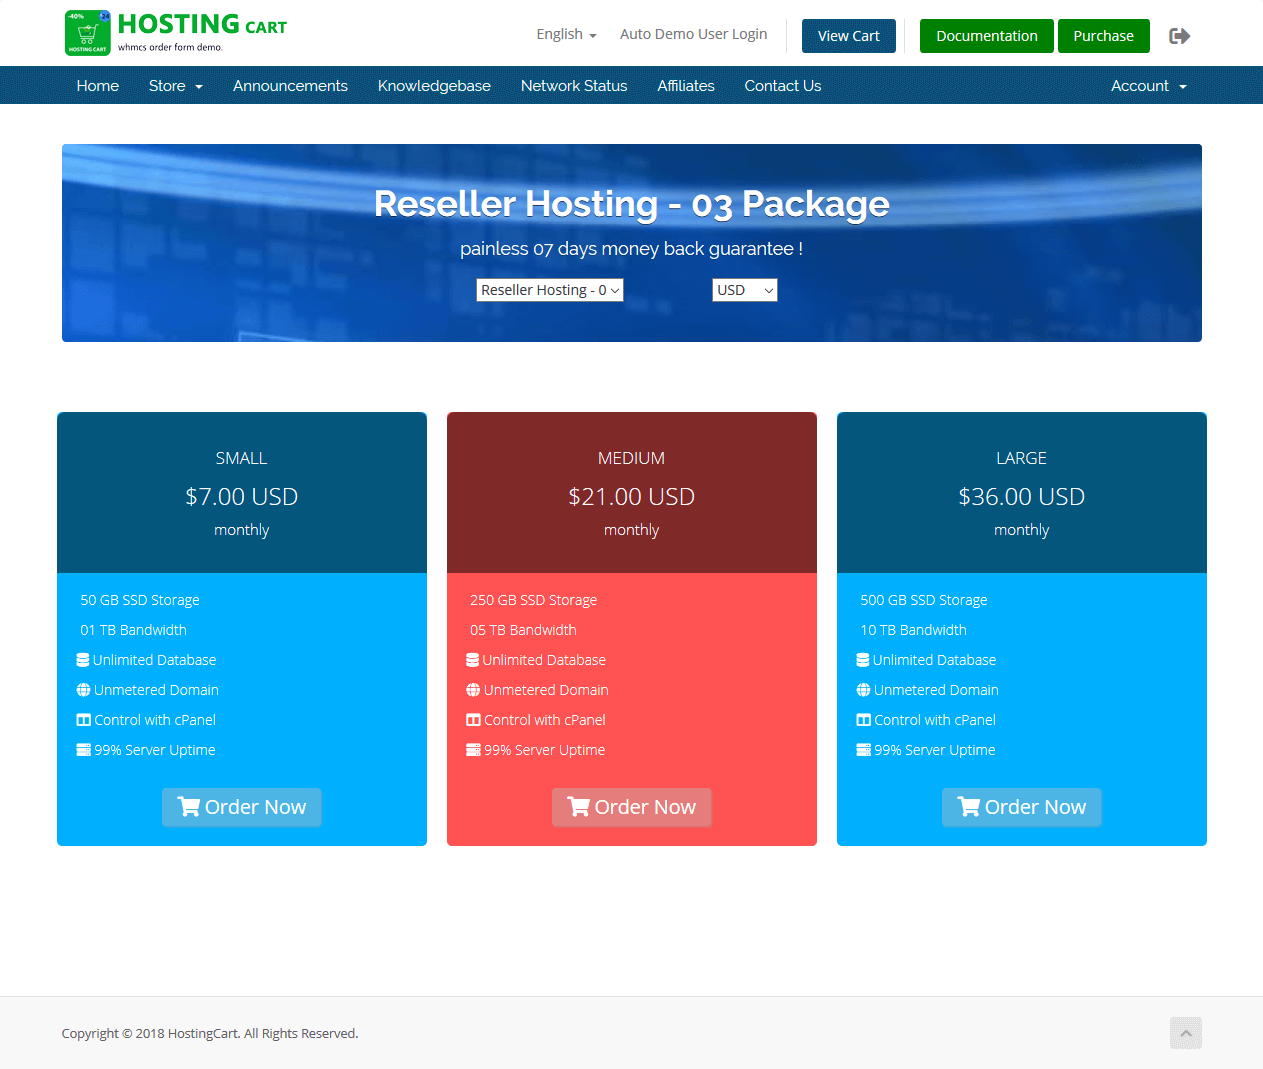 -40%
HOSTING CART
HOSTING CART
whmcs order form demo.
English
Auto Demo User Login
View Cart
Documentation
Purchase
Home
Store
Announcements
Knowledgebase
Network Status
Affiliates
Contact Us
Account
Reseller Hosting - 03 Package
painless 07 days money back guarantee !
Reseller Hosting - 0
USD
SMALL
$7.00 USD
monthly
50 GB SSD Storage
01 TB Bandwidth
Unlimited Database
Unmetered Domain
Control with cPanel
99% Server Uptime
Order Now
MEDIUM
$21.00 USD
monthly
250 GB SSD Storage
05 TB Bandwidth
Unlimited Database
Unmetered Domain
Control with cPanel
99% Server Uptime
Order Now
LARGE
$36.00 USD
monthly
500 GB SSD Storage
10 TB Bandwidth
Unlimited Database
Unmetered Domain
Control with cPanel
99% Server Uptime
Order Now
Copyright © 2018 HostingCart. All Rights Reserved.